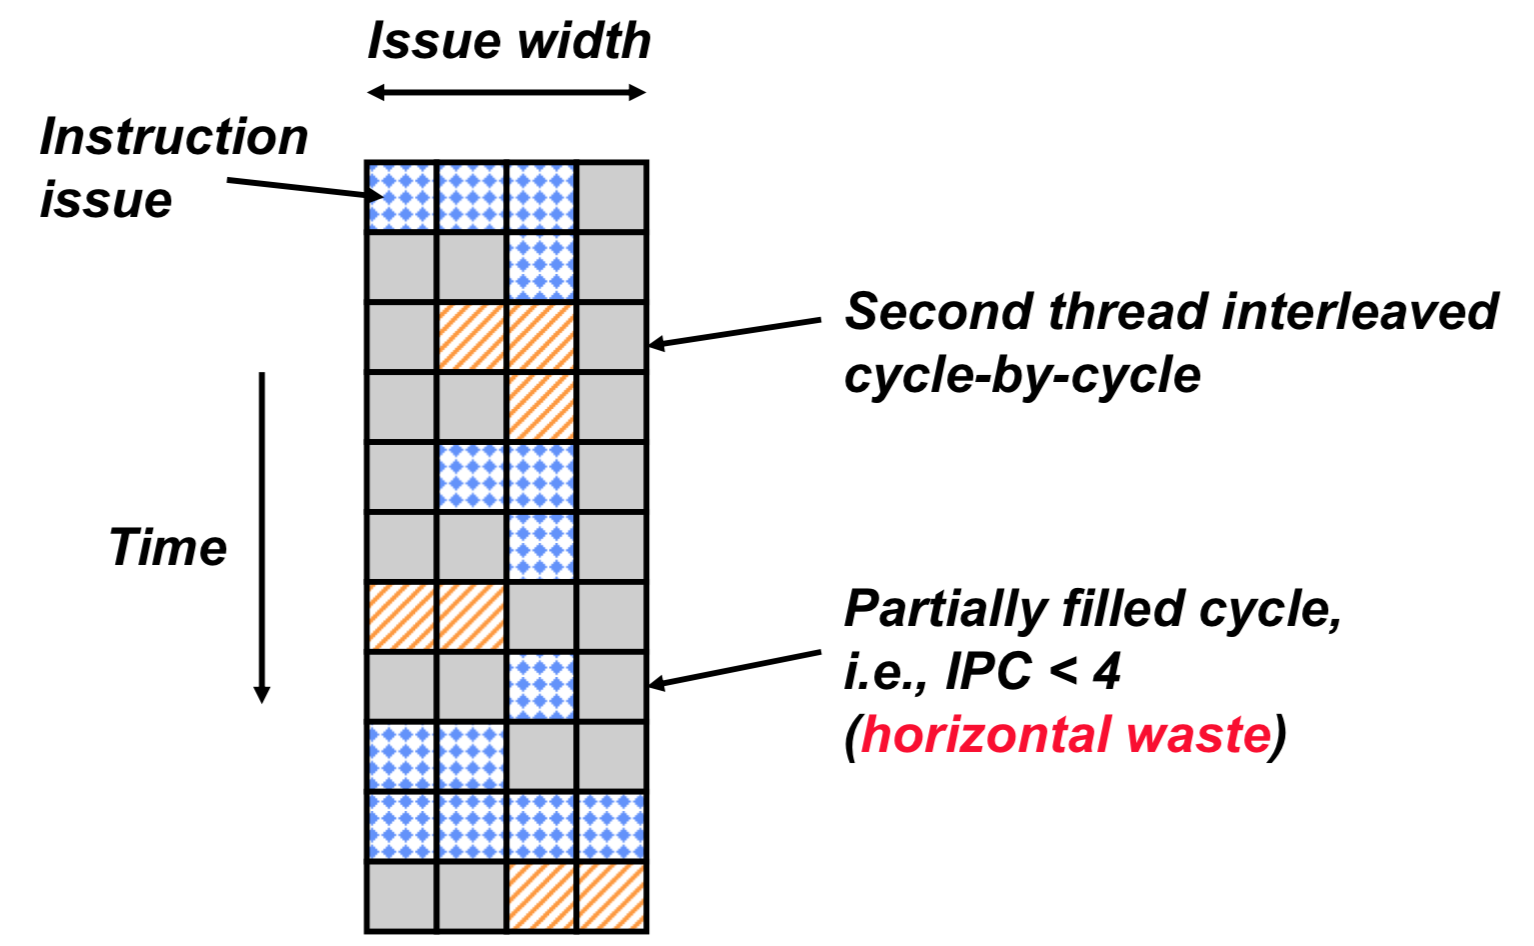 Issue width
Instruction
issue
Second thread interleaved
cycle-by-cycle
Time
Partially filled cycle,
i.e., IPC < 4
(horizontal waste)